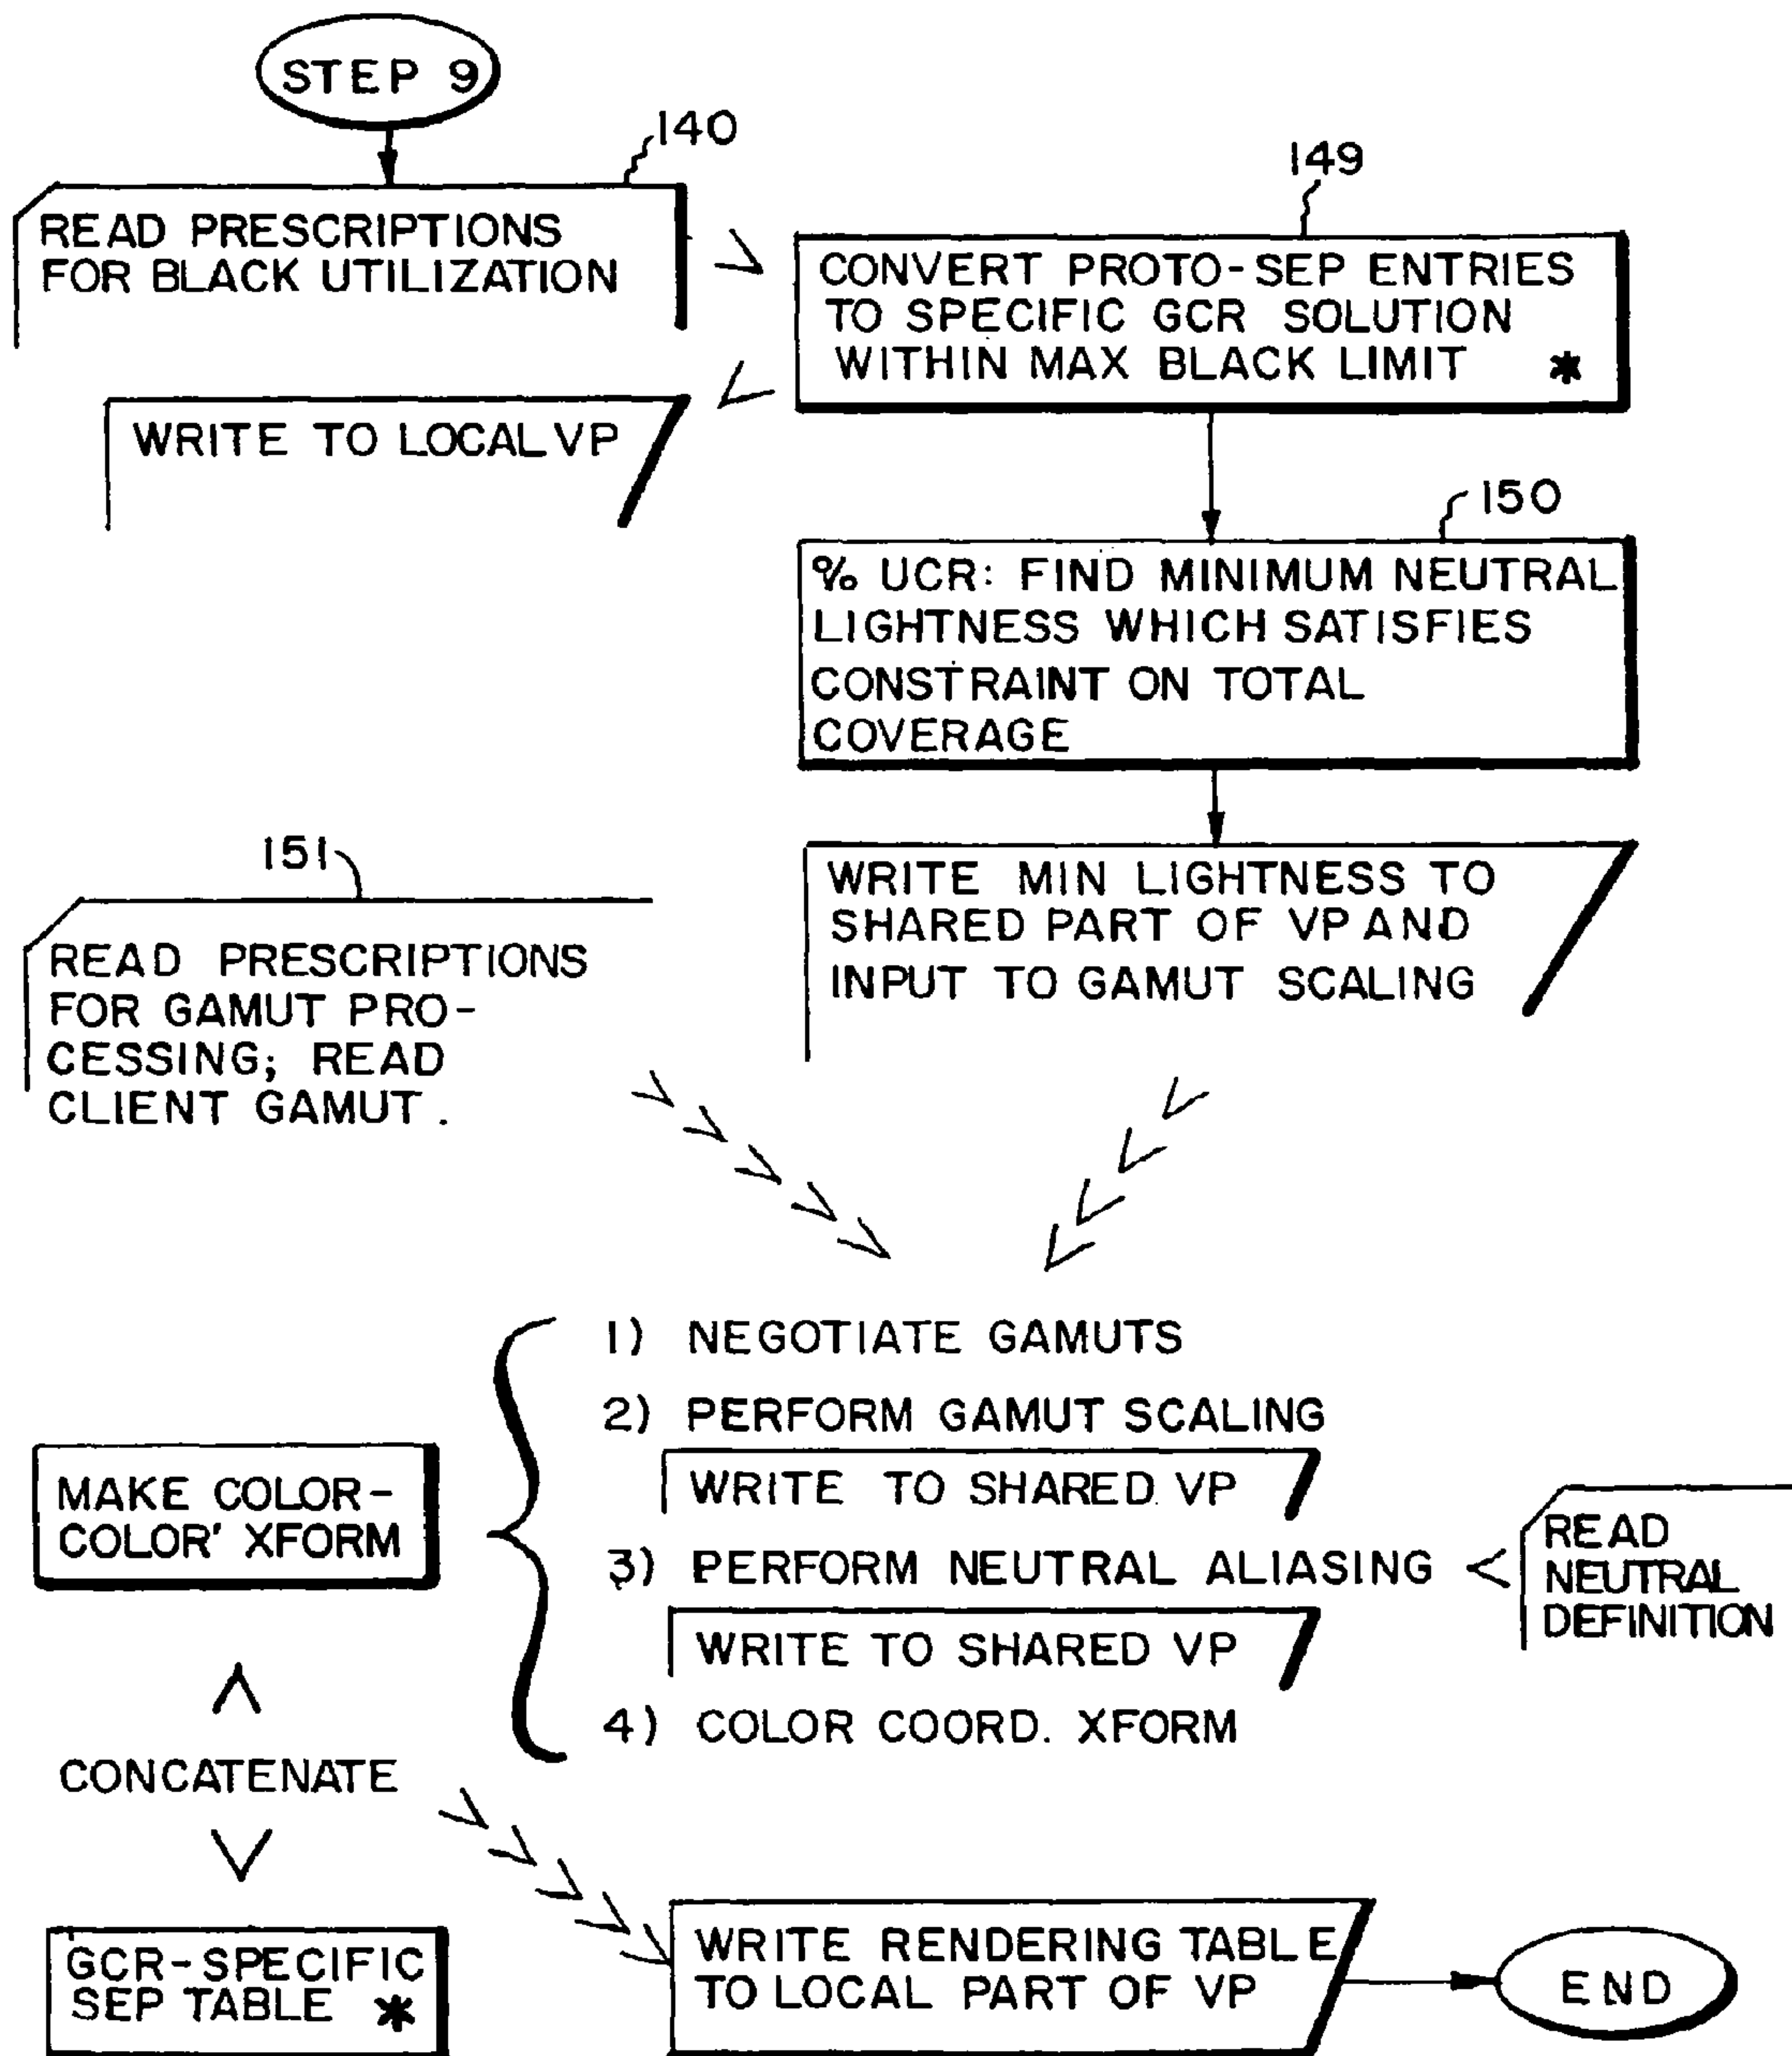 STEP 9
140
READ PRESCRIPTIONS
FOR BLACK UTILIZATION
149
CONVERT PROTO-SEP ENTRIES
TO SPECIFIC GCR SOLUTION
WITHIN MAX BLACK LIMIT *
WRITE TO LOCAL VP
150
% UCR: FIND MINIMUM NEUTRAL
LIGHTNESS WHICH SATISFIES
CONSTRAINT ON TOTAL
COVERAGE
WRITE MIN LIGHTNESS TO
SHARED PART OF VP AND
INPUT TO GAMUT SCALING
151
READ PRESCRIPTIONS
FOR GAMUT PRO-
CESSING; READ
CLIENT GAMUT.
1) NEGOTIATE GAMUTS
2) PERFORM GAMUT SCALING
WRITE TO SHARED VP
3) PERFORM NEUTRAL ALIASING
READ
NEUTRAL
DEFINITION
WRITE TO SHARED VP
4) COLOR COORD. XFORM
MAKE COLOR-
COLOR' XFORM
CONCATENATE
GCR-SPECIFIC
SEP TABLE *
WRITE RENDERING TABLE
TO LOCAL PART OF VP
END